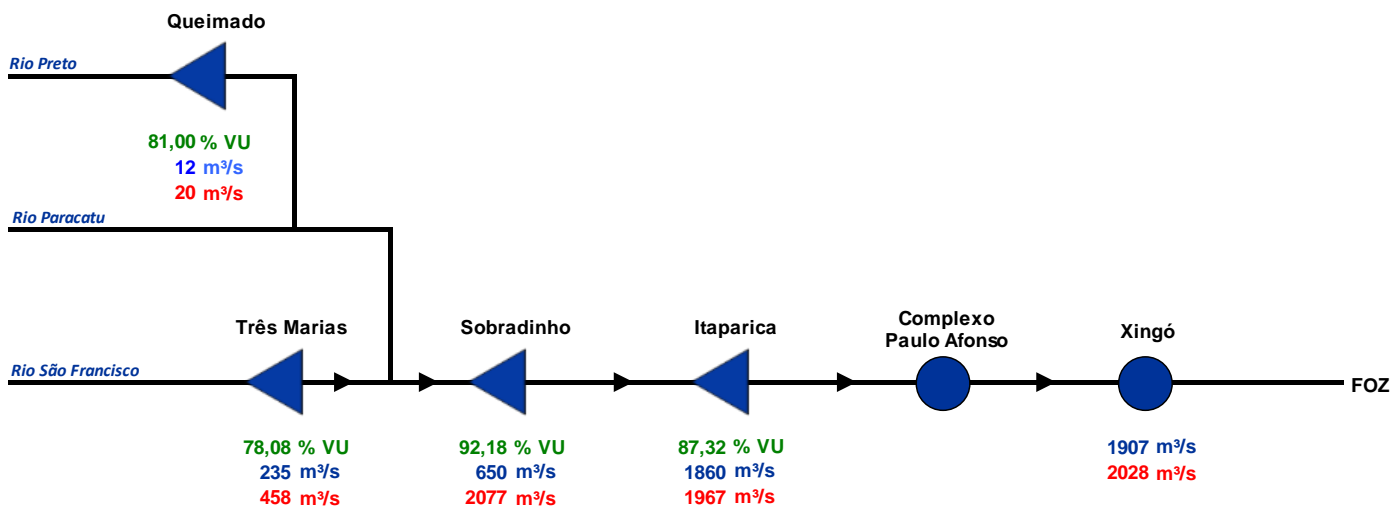 Queimado
Rio Preto
81,00 % VU
12 m³/s
20 m³/s
Rio Paracatu
Três Marias
Sobradinho
Itaparica
Complexo
Paulo Afonso
Xingó
Rio São Francisco
FOZ
78,08 % VU
235 m³/s
458 m³/s
92,18 % VU
650 m³/s
2077 m³/s
87,32 % VU
1860 m³/s
1967 m³/s
1907 m³/s
2028 m³/s